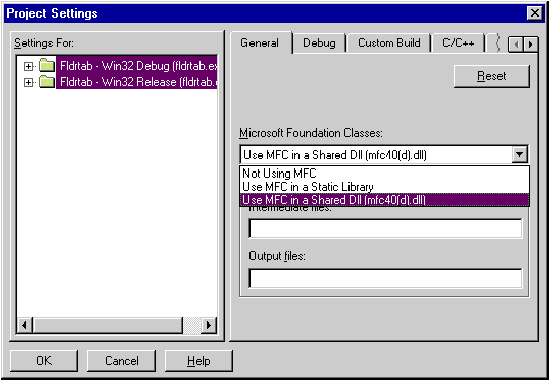 Project Settings
Settings For:
Fldrtab - Win32 Debug (fldrtab.ex
Fldrtab - Win32 Release (fldrtab.
General
Debug
Custom Build
C/C++
Reset
Microsoft Foundation Classes:
Use MFC in a Shared Dll (mfc40(d).dll)
Not Using MFC
Use MFC in a Static Library
Use MFC in a Shared Dll (mfc40(d).dll)
Intermediate files:
Output files:
OK
Cancel
Help